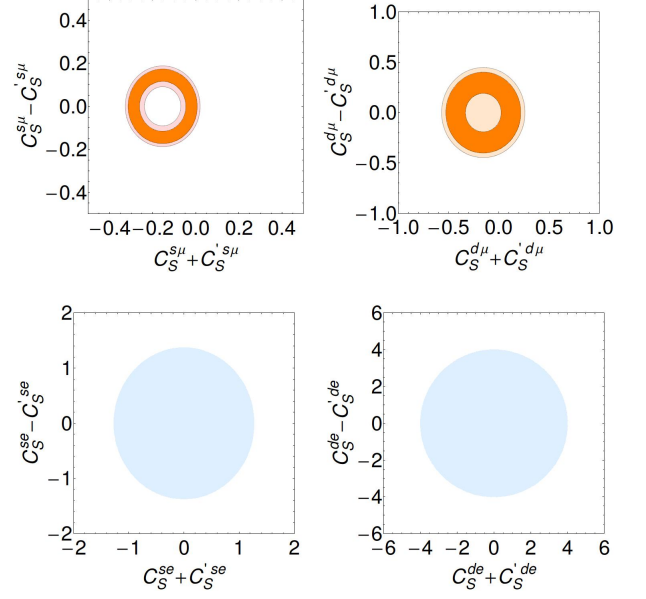 0.4
0.2
0.0
−0.2
−0.4
C_S^{sμ}−C_S^{' sμ}
−0.4 −0.2 0.0 0.2 0.4
C_S^{sμ}+C_S^{' sμ}
1.0
0.5
0.0
−0.5
−1.0
C_S^{dμ}−C_S^{' dμ}
−1.0 −0.5 0.0 0.5 1.0
C_S^{dμ}+C_S^{' dμ}
2
1
0
−1
−2
C_S^{se}−C_S^{' se}
−2 −1 0 1 2
C_S^{se}+C_S^{' se}
6
4
2
0
−2
−4
−6
C_S^{de}−C_S^{' de}
−6 −4 −2 0 2 4 6
C_S^{de}+C_S^{' de}